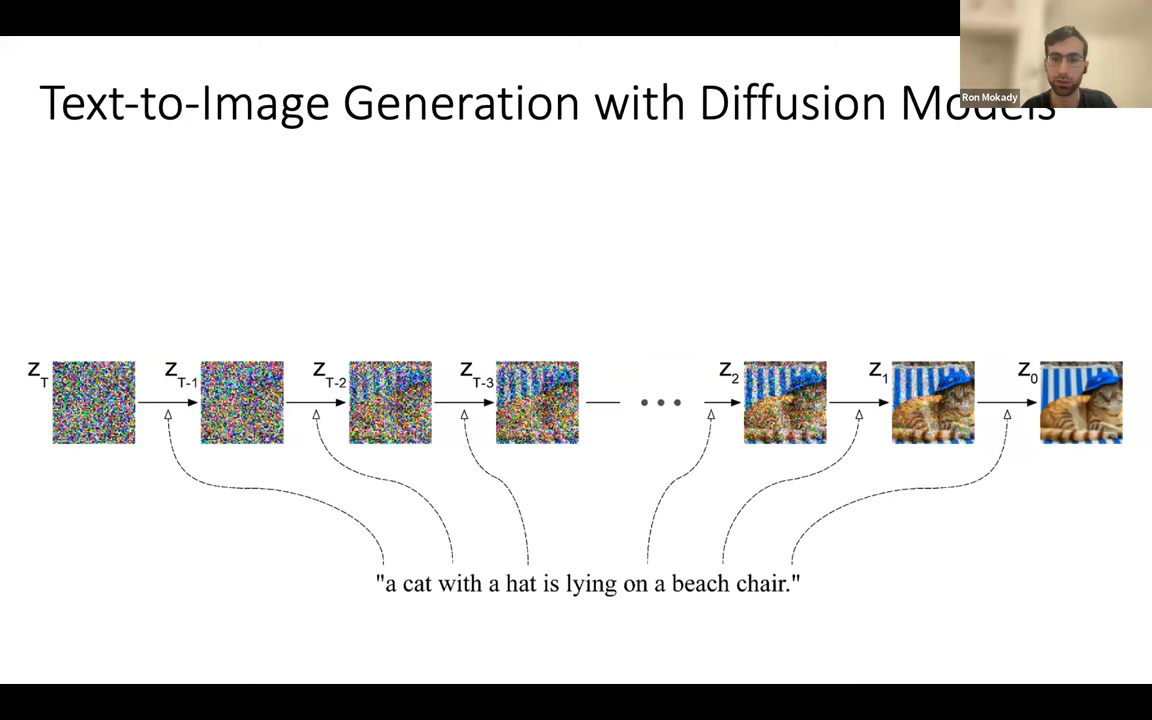 Text-to-Image Generation with Diffusion Models
Ron Mokady
z_T z_T-1 z_T-2 z_T-3 z_2 z_1 z_0
"a cat with a hat is lying on a beach chair."